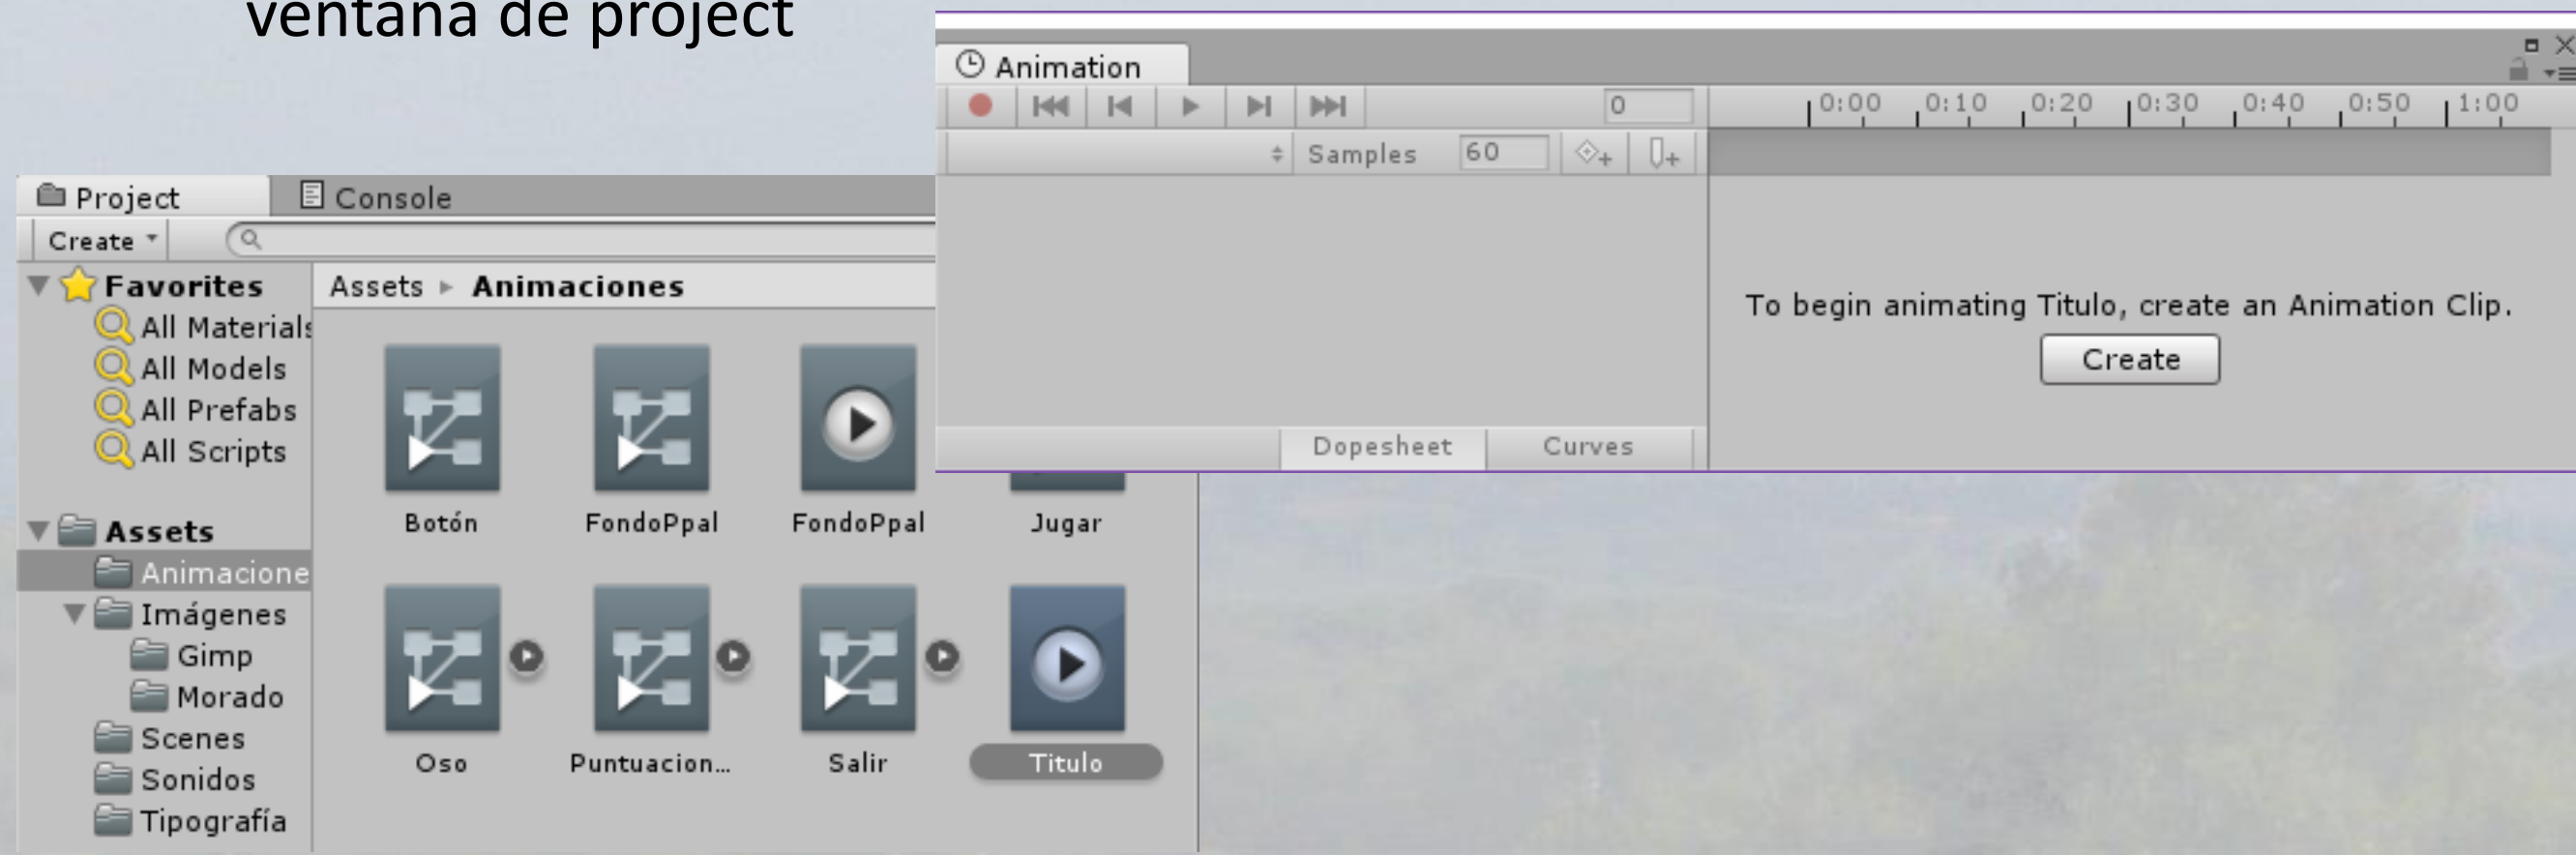 ventana de project
Animation
0
0:00 0:10 0:20 0:30 0:40 0:50 1:00
Samples 60
To begin animating Titulo, create an Animation Clip.
Create
Dopesheet Curves
Project Console
Create
Favorites
All Materials
All Models
All Prefabs
All Scripts
Assets
Animacione
Imágenes
Gimp
Morado
Scenes
Sonidos
Tipografía
Assets Animaciones
Botón FondoPpal FondoPpal Jugar
Oso Puntuacion... Salir Titulo